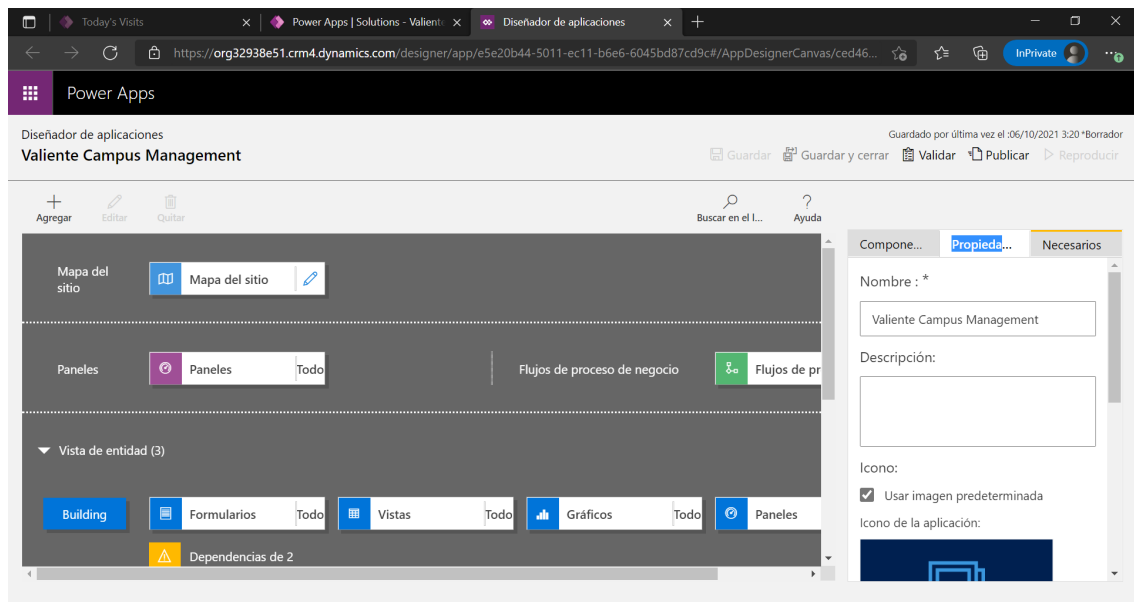 Today's Visits
Power Apps | Solutions - Valiente
Diseñador de aplicaciones
https://org32938e51.crm4.dynamics.com/designer/app/e5e20b44-5011-ec11-b6e6-6045bd87cd9c#/AppDesignerCanvas/ced46...
InPrivate
Power Apps
Diseñador de aplicaciones
Guardado por última vez el :06/10/2021 3:20 *Borrador
Valiente Campus Management
Guardar
Guardar y cerrar
Validar
Publicar
Reproducir
Agregar
Editar
Quitar
Buscar en el l...
Ayuda
Mapa del
sitio
Mapa del sitio
Paneles
Paneles
Todo
Flujos de proceso de negocio
Flujos de pr
Vista de entidad (3)
Building
Formularios
Todo
Vistas
Todo
Gráficos
Todo
Paneles
Dependencias de 2
Compone...
Propieda...
Necesarios
Nombre : *
Valiente Campus Management
Descripción:
Icono:
Usar imagen predeterminada
Icono de la aplicación: